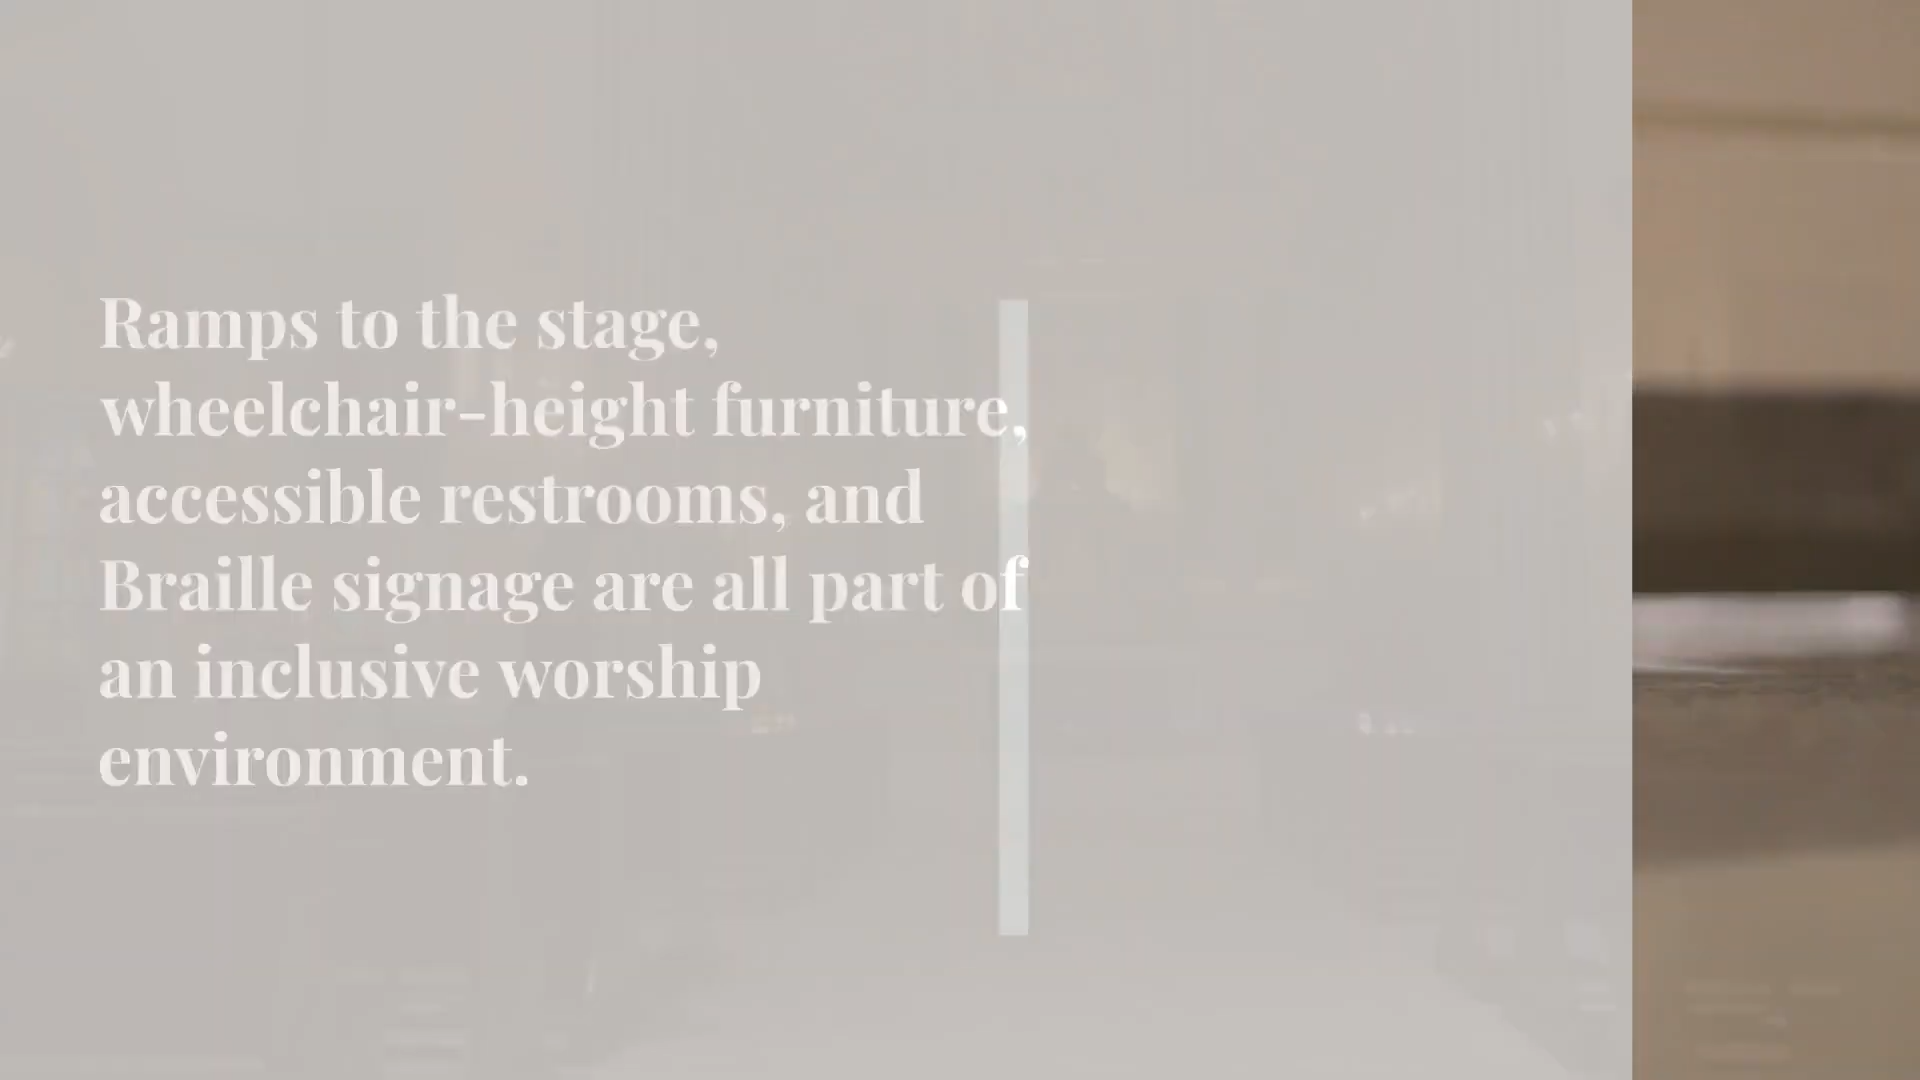 Ramps to the stage,
wheelchair-height furniture,
accessible restrooms, and
Braille signage are all part of
an inclusive worship
environment.